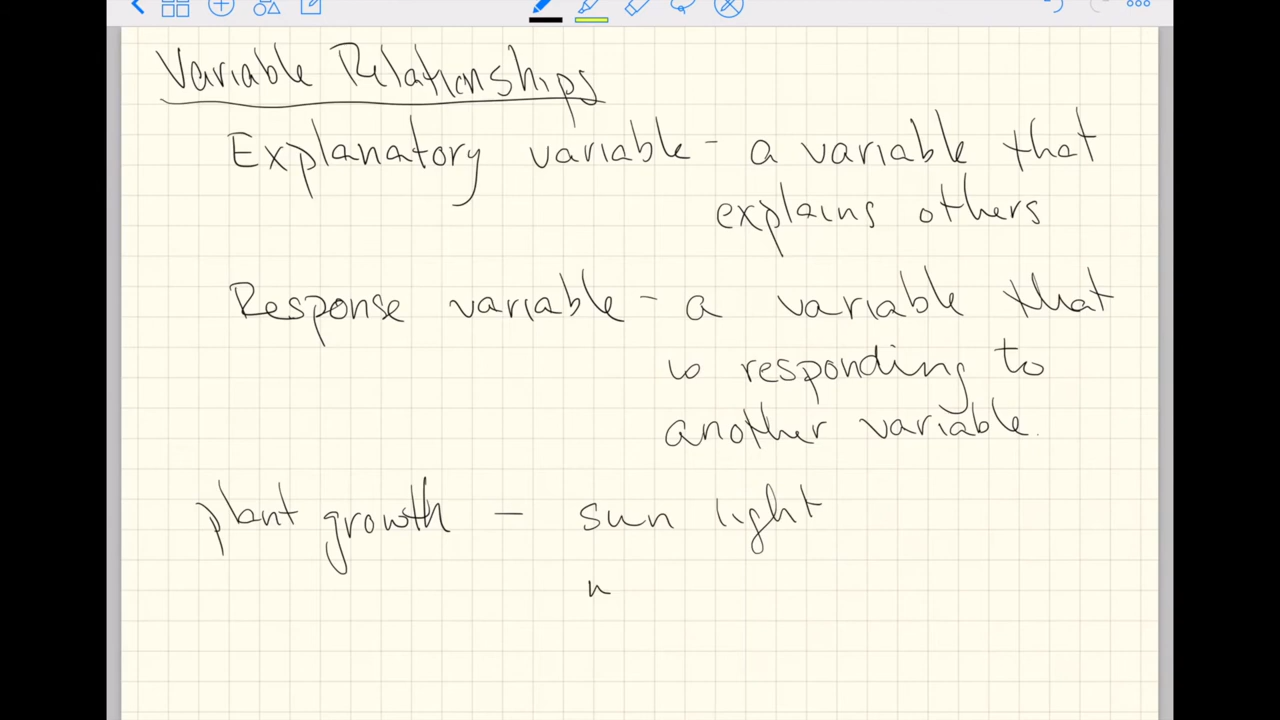 Variable Relationships
Explanatory variable - a variable that
explains others
Response variable - a variable that
is responding to
another variable.
plant growth - sun light
n